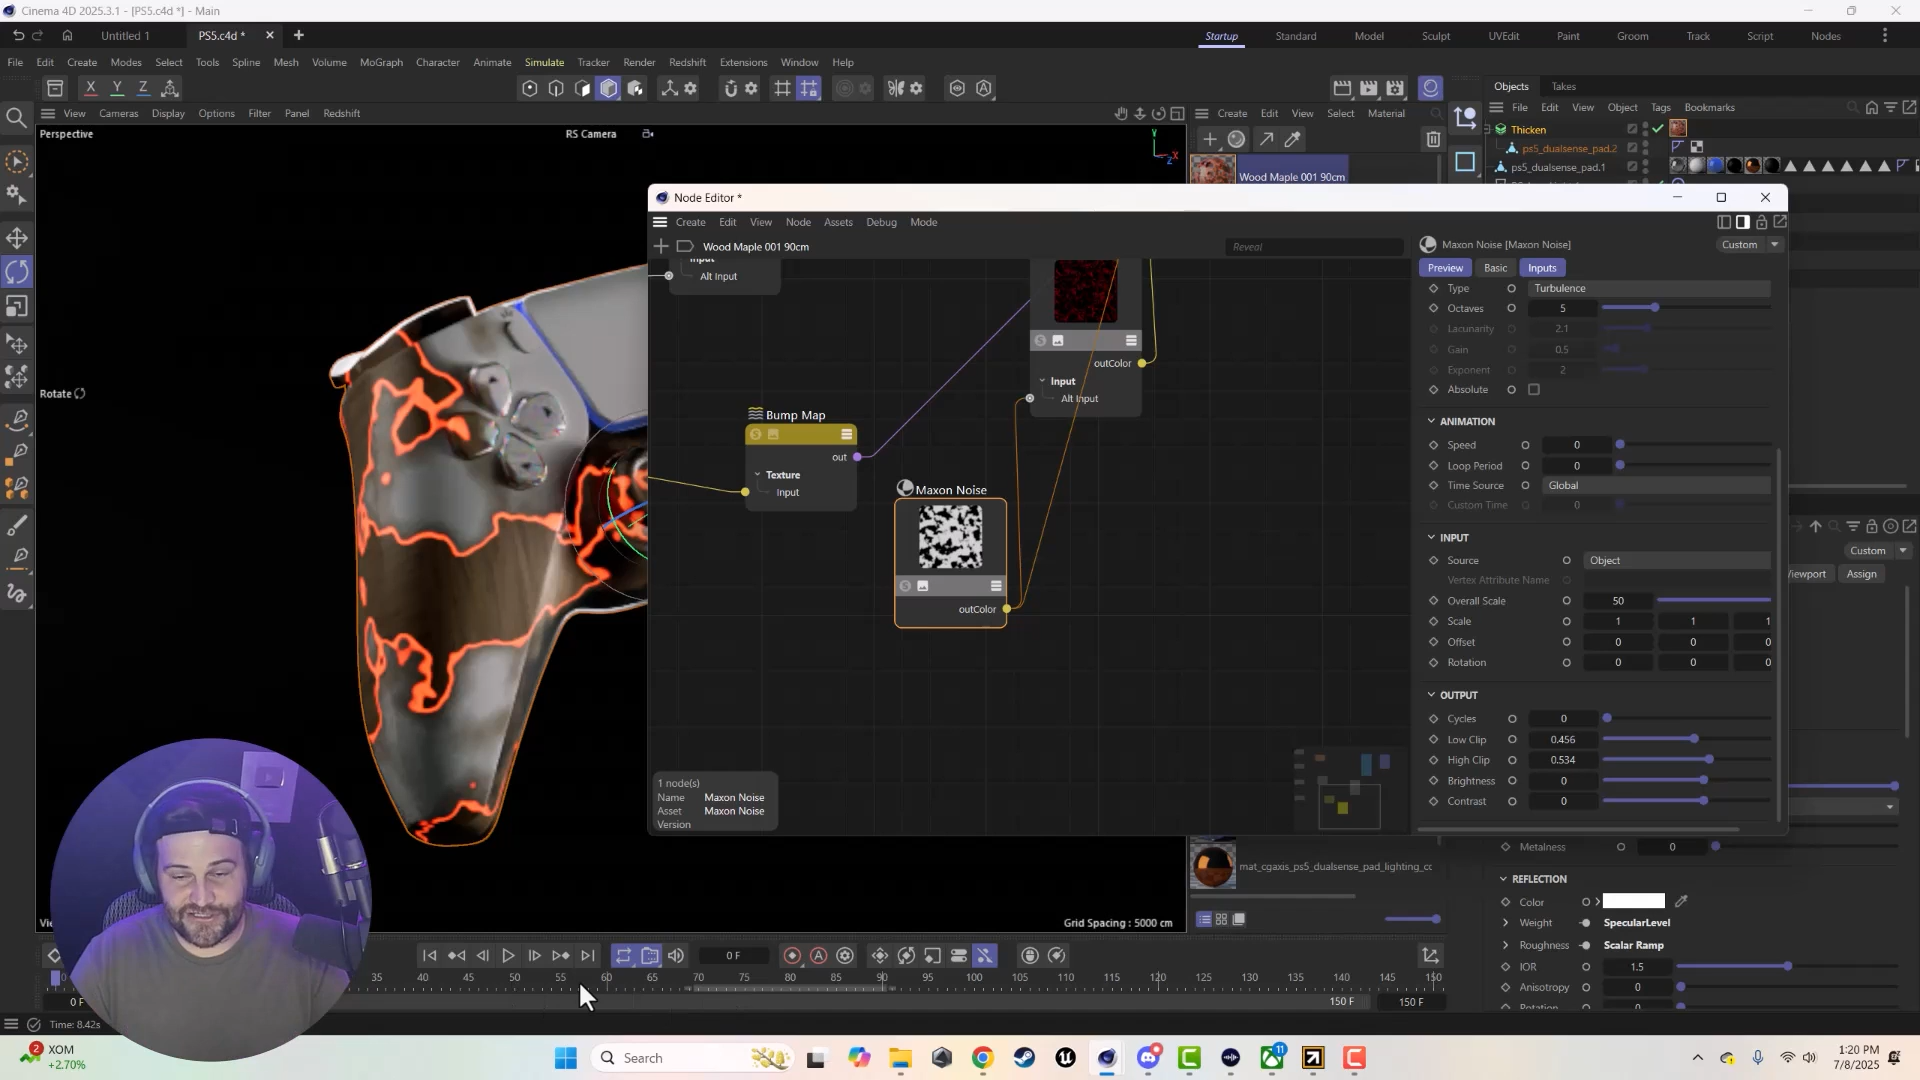 Cinema 4D 2025.3.1 - [PS5.c4d *] - Main
Untitled 1
PS5.c4d *
Startup
Standard
Model
Sculpt
UVEdit
Paint
Groom
Track
Script
Nodes
File Edit Create Modes Select Tools Spline Mesh Volume MoGraph Character Animate Simulate Tracker Render Redshift Extensions Window Help
X Y Z
Objects Takes
View Cameras Display Options Filter Panel Redshift
Create Edit View Select Material
File Edit View Object Tags Bookmarks
Perspective
RS Camera
Y
X
Z
Thicken
ps5_dualsense_pad.2
ps5_dualsense_pad.1
Wood Maple 001 90cm
Node Editor *
Create Edit View Node Assets Debug Mode
Wood Maple 001 90cm
Reveal
Maxon Noise [Maxon Noise]
Custom
Preview Basic Inputs
Input
Alt Input
Type Turbulence
Octaves 5
Lacunarity 2.1
Gain 0.5
Exponent 2
Absolute
outColor
Input
Alt Input
Rotate
Bump Map
out
Texture
Input
ANIMATION
Speed 0
Loop Period 0
Time Source Global
Custom Time 0
Maxon Noise
outColor
INPUT
Source Object
Vertex Attribute Name
Overall Scale 50
Scale 1 1 1
Offset 0 0 0
Rotation 0 0 0
OUTPUT
Cycles 0
Low Clip 0.456
High Clip 0.534
Brightness 0
Contrast 0
Custom
iewport
Assign
1 node(s)
Name Maxon Noise
Asset Maxon Noise
Version
Metalness 0
REFLECTION
Color
Weight SpecularLevel
Roughness Scalar Ramp
IOR 1.5
Anisotropy 0
Rotation 0
mat_cgaxis_ps5_dualsense_pad_lighting_cc
Grid Spacing : 5000 cm
0 F
0 35 40 45 50 55 60 65 70 75 80 85 90 95 100 105 110 115 120 125 130 135 140 145 150
0 F
150 F
150 F
Time: 8.42s
2
XOM
+2.70%
Search
11
1:20 PM
7/8/2025